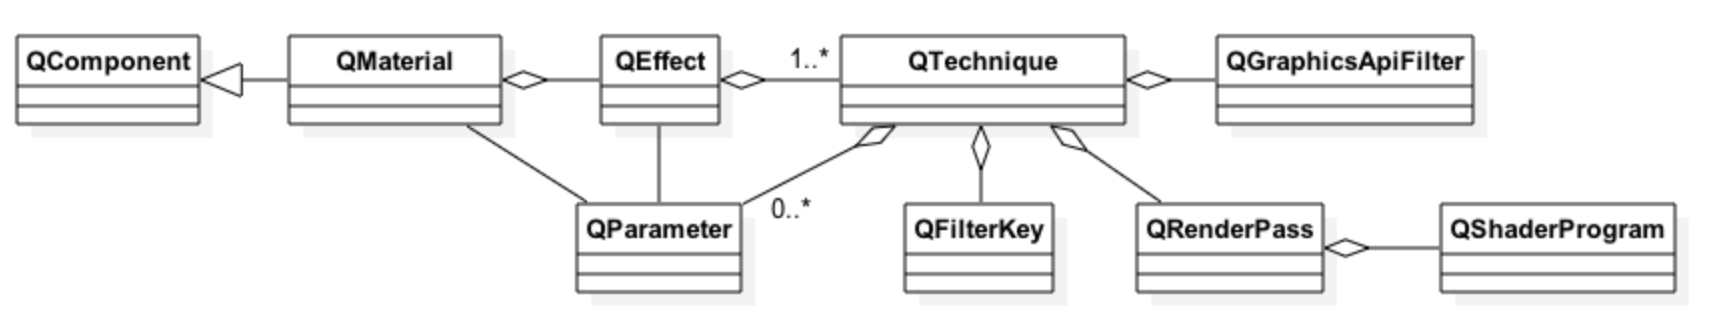 QComponent
QMaterial
QEffect
1..*
QTechnique
QGraphicsApiFilter
QParameter
0..*
QFilterKey
QRenderPass
QShaderProgram